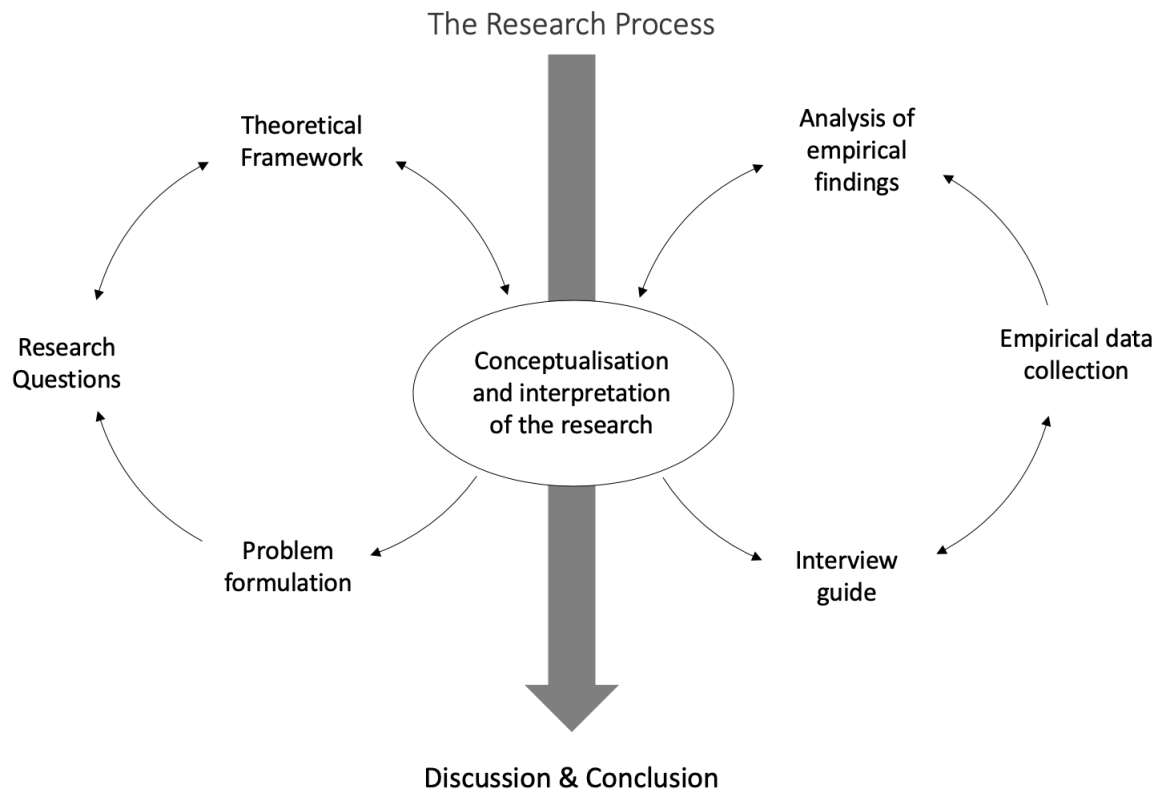 The Research Process
Theoretical
Framework
Analysis of
empirical
findings
Research
Questions
Conceptualisation
and interpretation
of the research
Empirical data
collection
Problem
formulation
Interview
guide
Discussion & Conclusion